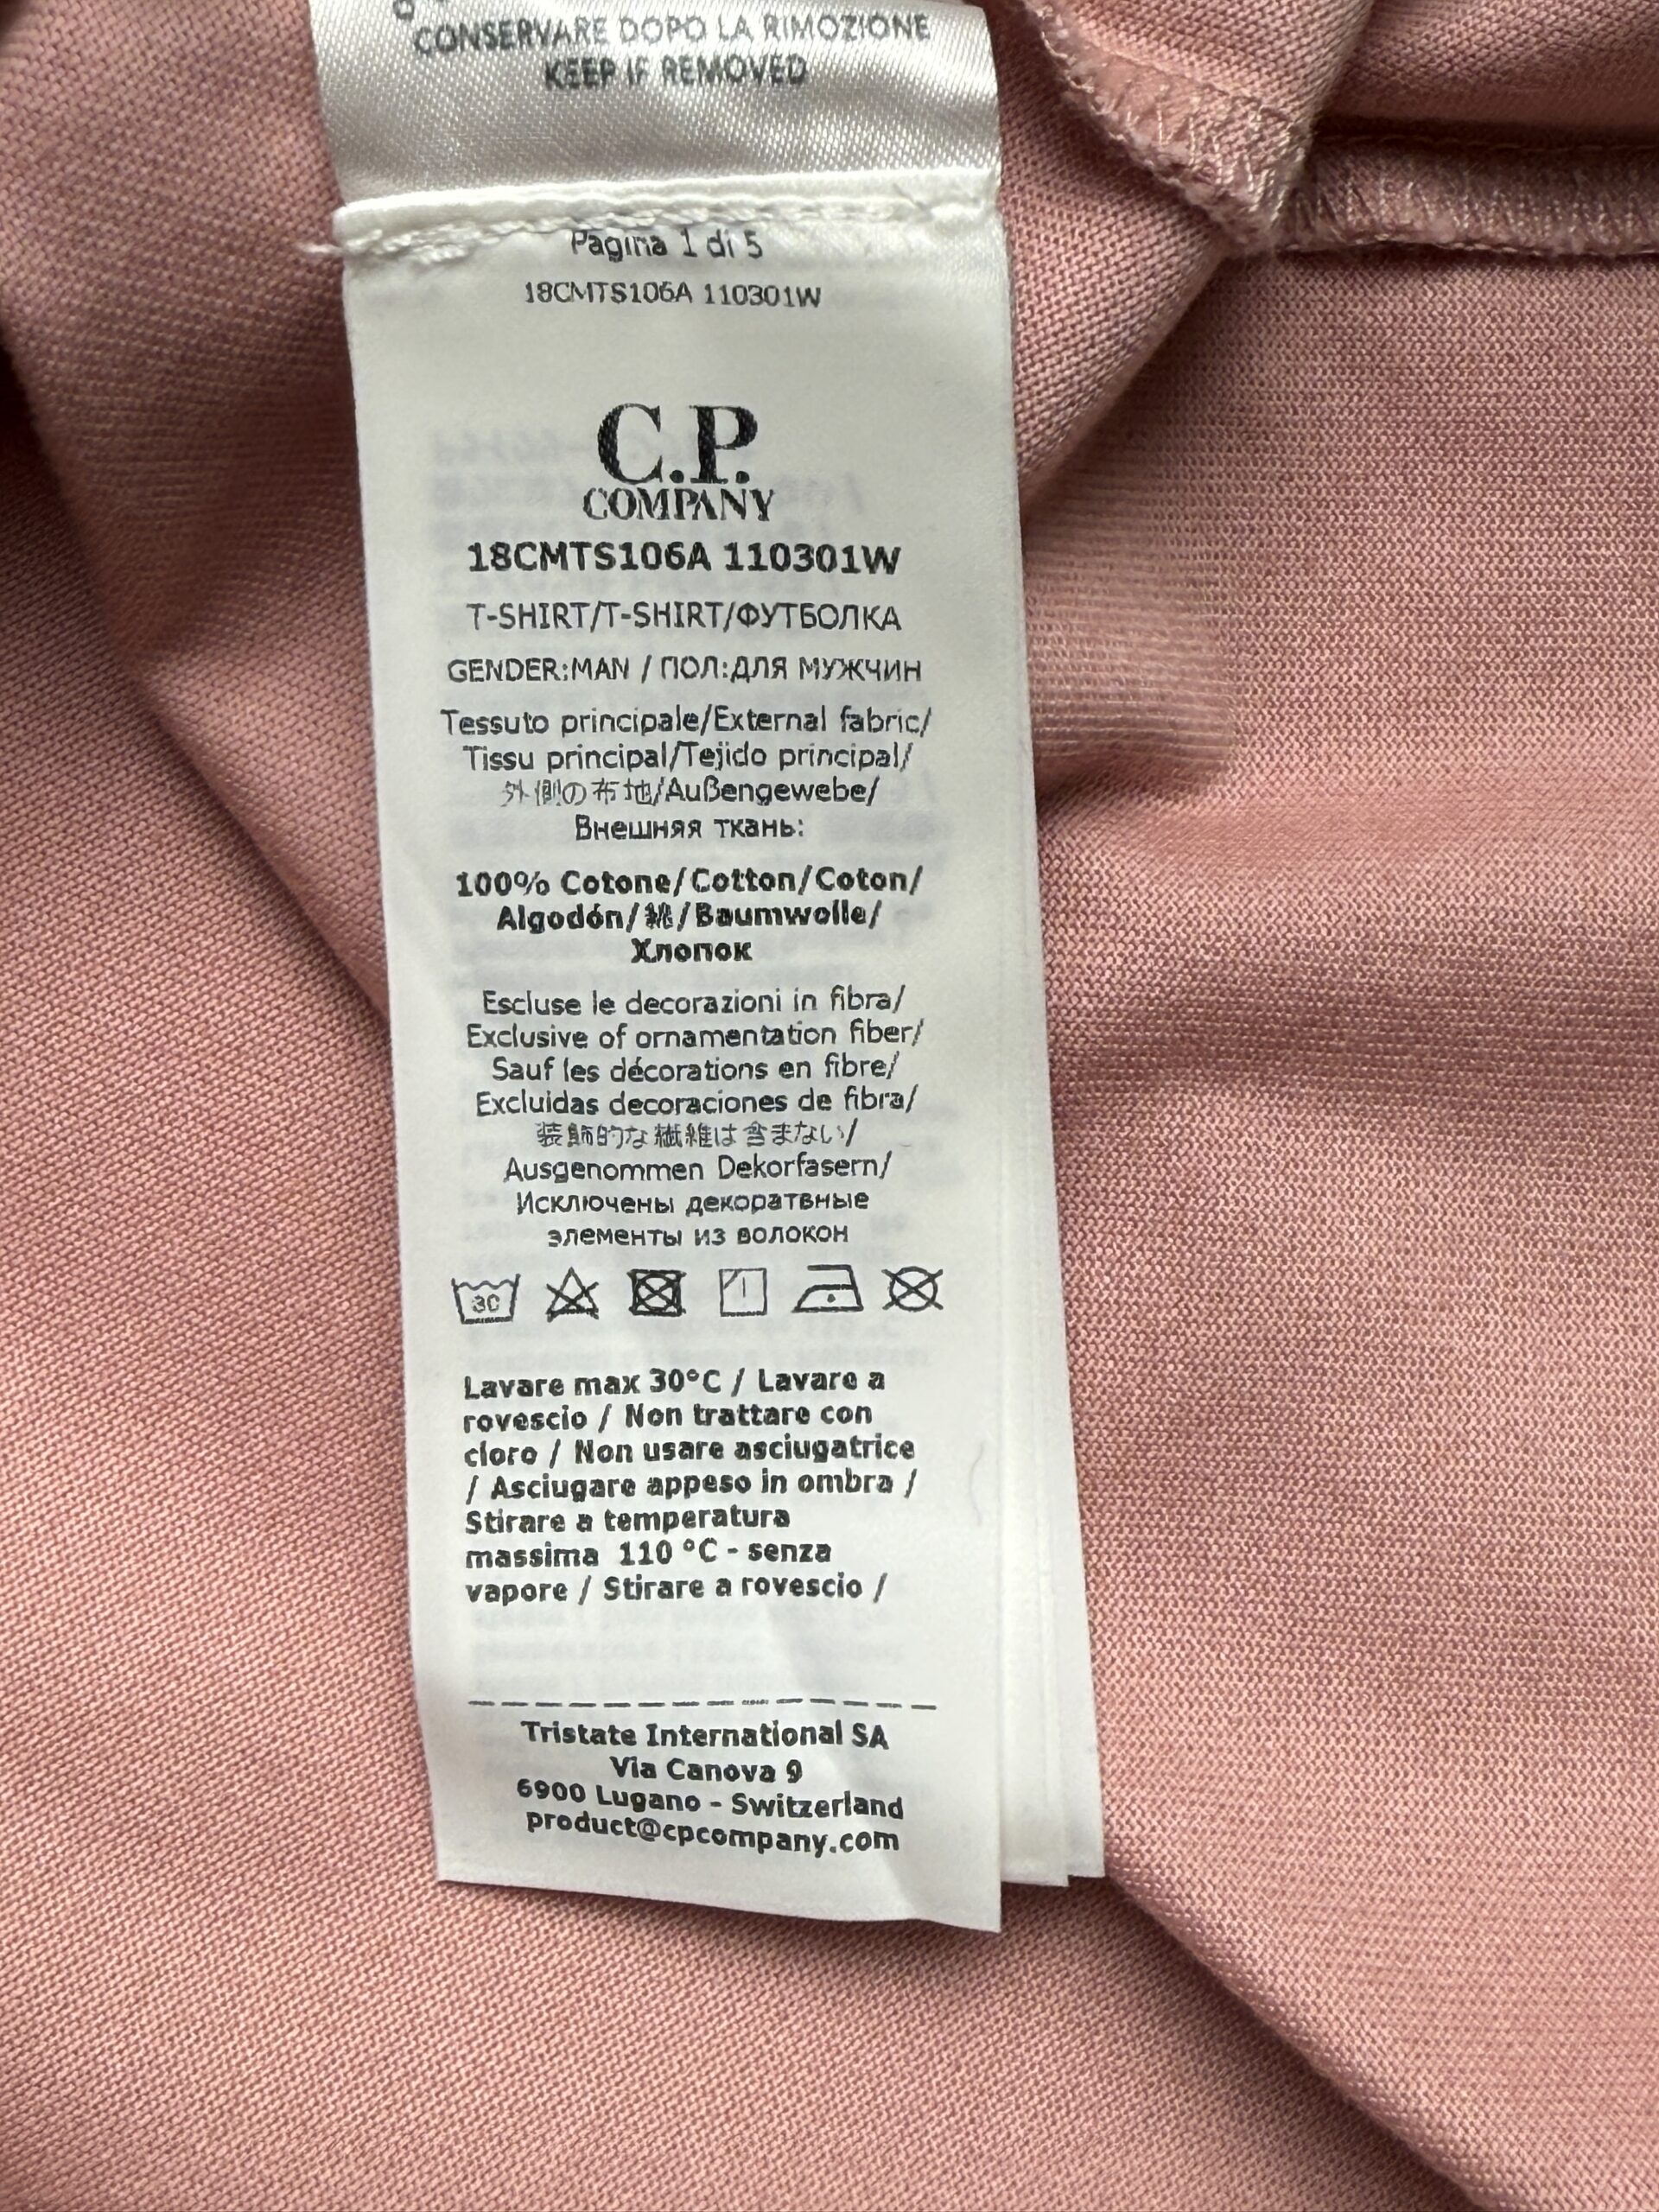 CONSERVARE DOPO LA RIMOZIONE
KEEP IF REMOVED
Pagina 1 di 5
18CMTS106A 110301W
C.P.
COMPANY
18CMTS106A 110301W
T-SHIRT/T-SHIRT/ФУТБОЛКА
GENDER:MAN / ПОЛ:ДЛЯ МУЖЧИН
Tessuto principale/External fabric/
Tissu principal/Tejido principal/
外側の布地/Außengewebe/
Внешняя ткань:
100% Cotone/Cotton/Coton/
Algodón/綿/Baumwolle/
Хлопок
Escluse le decorazioni in fibra/
Exclusive of ornamentation fiber/
Sauf les décorations en fibre/
Excluidas decoraciones de fibra/
装飾的な繊維は含まない/
Ausgenommen Dekorfasern/
Исключены декоратвные
элементы из волокон
30
Lavare max 30°C / Lavare a
rovescio / Non trattare con
cloro / Non usare asciugatrice
/ Asciugare appeso in ombra /
Stirare a temperatura
massima 110 °C - senza
vapore / Stirare a rovescio /
Tristate International SA
Via Canova 9
6900 Lugano - Switzerland
product@cpcompany.com